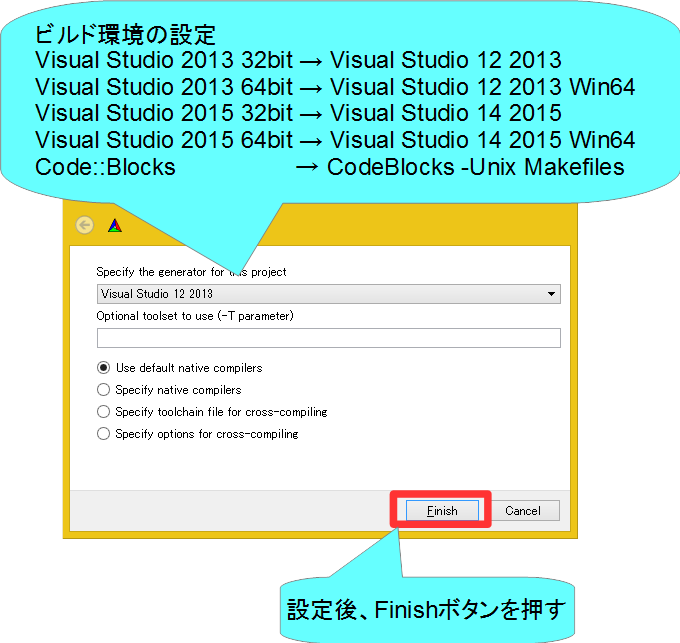 ビルド環境の設定
Visual Studio 2013 32bit → Visual Studio 12 2013
Visual Studio 2013 64bit → Visual Studio 12 2013 Win64
Visual Studio 2015 32bit → Visual Studio 14 2015
Visual Studio 2015 64bit → Visual Studio 14 2015 Win64
Code::Blocks → CodeBlocks -Unix Makefiles
Specify the generator for this project
Visual Studio 12 2013
Optional toolset to use (-T parameter)
Use default native compilers
Specify native compilers
Specify toolchain file for cross-compiling
Specify options for cross-compiling
Finish Cancel
設定後、Finishボタンを押す